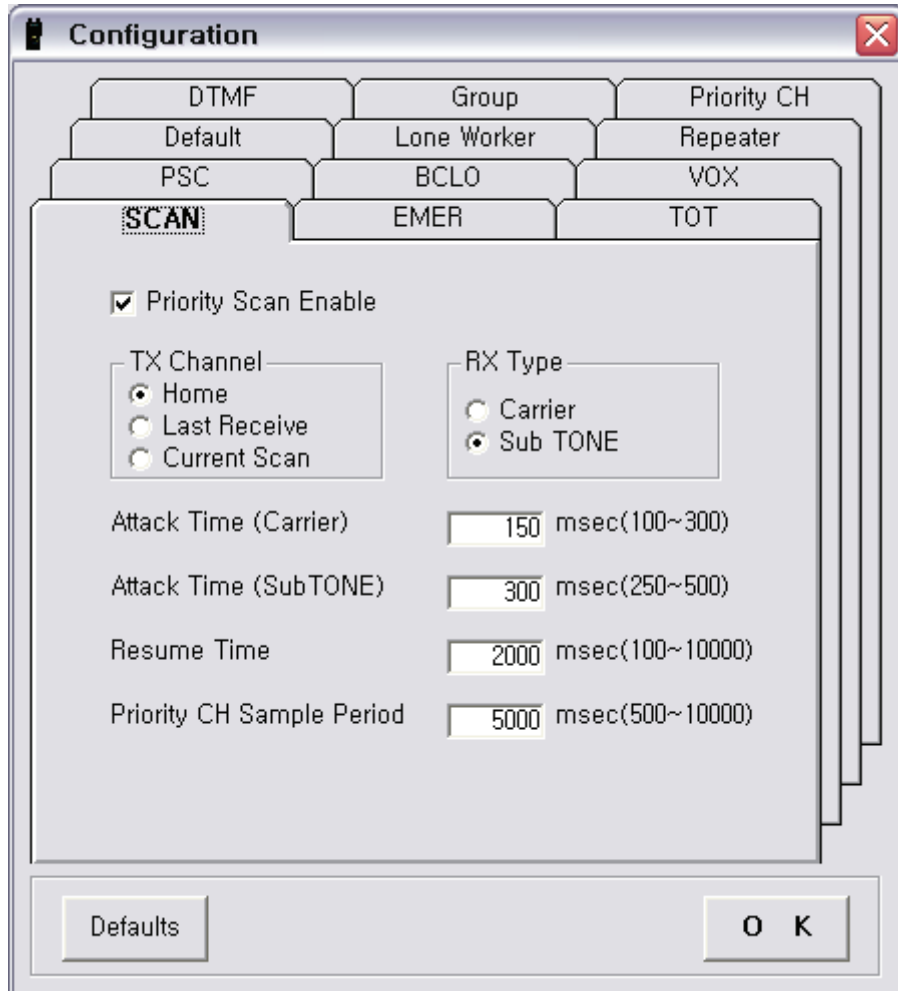 Configuration
DTMF Group Priority CH
Default Lone Worker Repeater
PSC BCLO VOX
SCAN EMER TOT
Priority Scan Enable
TX Channel
Home
Last Receive
Current Scan
RX Type
Carrier
Sub TONE
Attack Time (Carrier) 150 msec(100~300)
Attack Time (SubTONE) 300 msec(250~500)
Resume Time 2000 msec(100~10000)
Priority CH Sample Period 5000 msec(500~10000)
Defaults O K